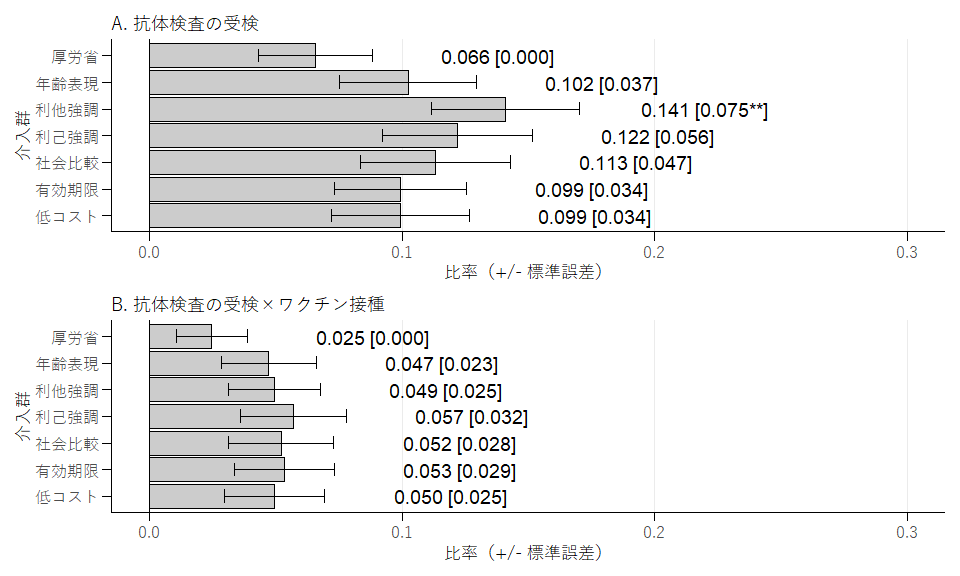 A. 抗体検査の受検
介入群
厚労省 0.066 [0.000]
年齢表現 0.102 [0.037]
利他強調 0.141 [0.075**]
利己強調 0.122 [0.056]
社会比較 0.113 [0.047]
有効期限 0.099 [0.034]
低コスト 0.099 [0.034]
0.0 0.1 0.2 0.3
比率（+/- 標準誤差）
B. 抗体検査の受検×ワクチン接種
介入群
厚労省 0.025 [0.000]
年齢表現 0.047 [0.023]
利他強調 0.049 [0.025]
利己強調 0.057 [0.032]
社会比較 0.052 [0.028]
有効期限 0.053 [0.029]
低コスト 0.050 [0.025]
0.0 0.1 0.2 0.3
比率（+/- 標準誤差）